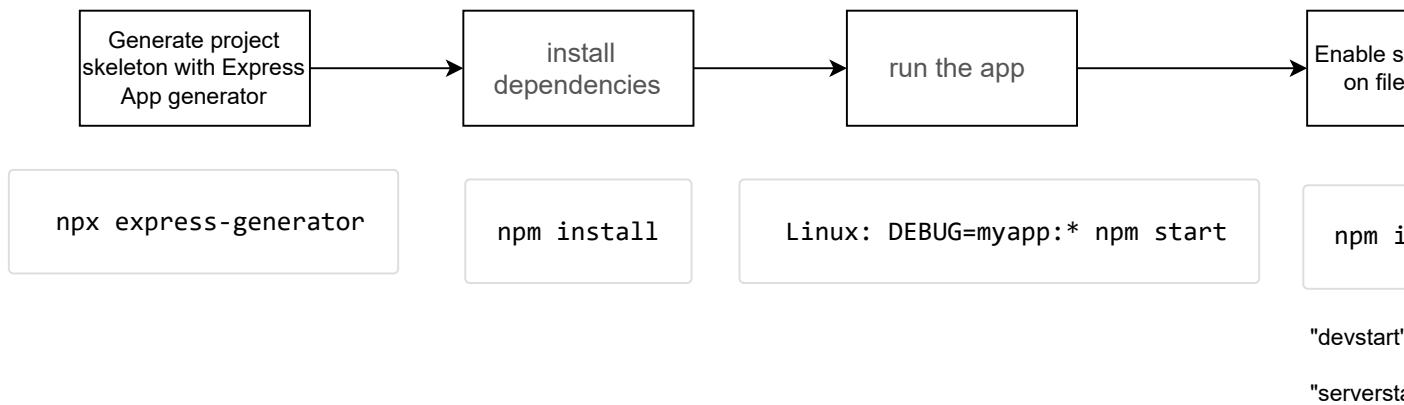 Generate project
skeleton with Express
App generator
install
dependencies
run the app
Enable
on file
npx express-generator
npm install
Linux: DEBUG=myapp:* npm start
npm
"devstart"